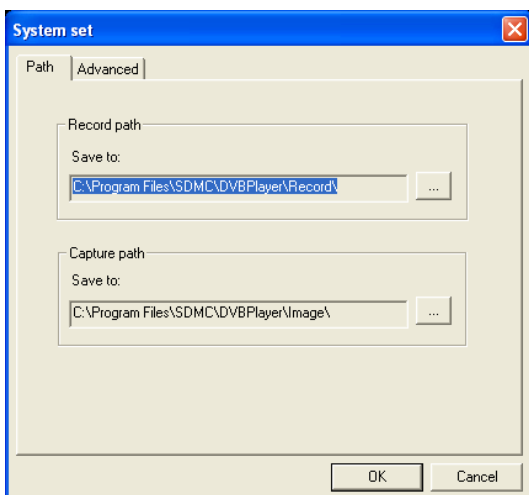 System set
Path Advanced
Record path
Save to:
C:\Program Files\SDMC\DVBPlayer\Record\
...
Capture path
Save to:
C:\Program Files\SDMC\DVBPlayer\Image\
...
OK Cancel